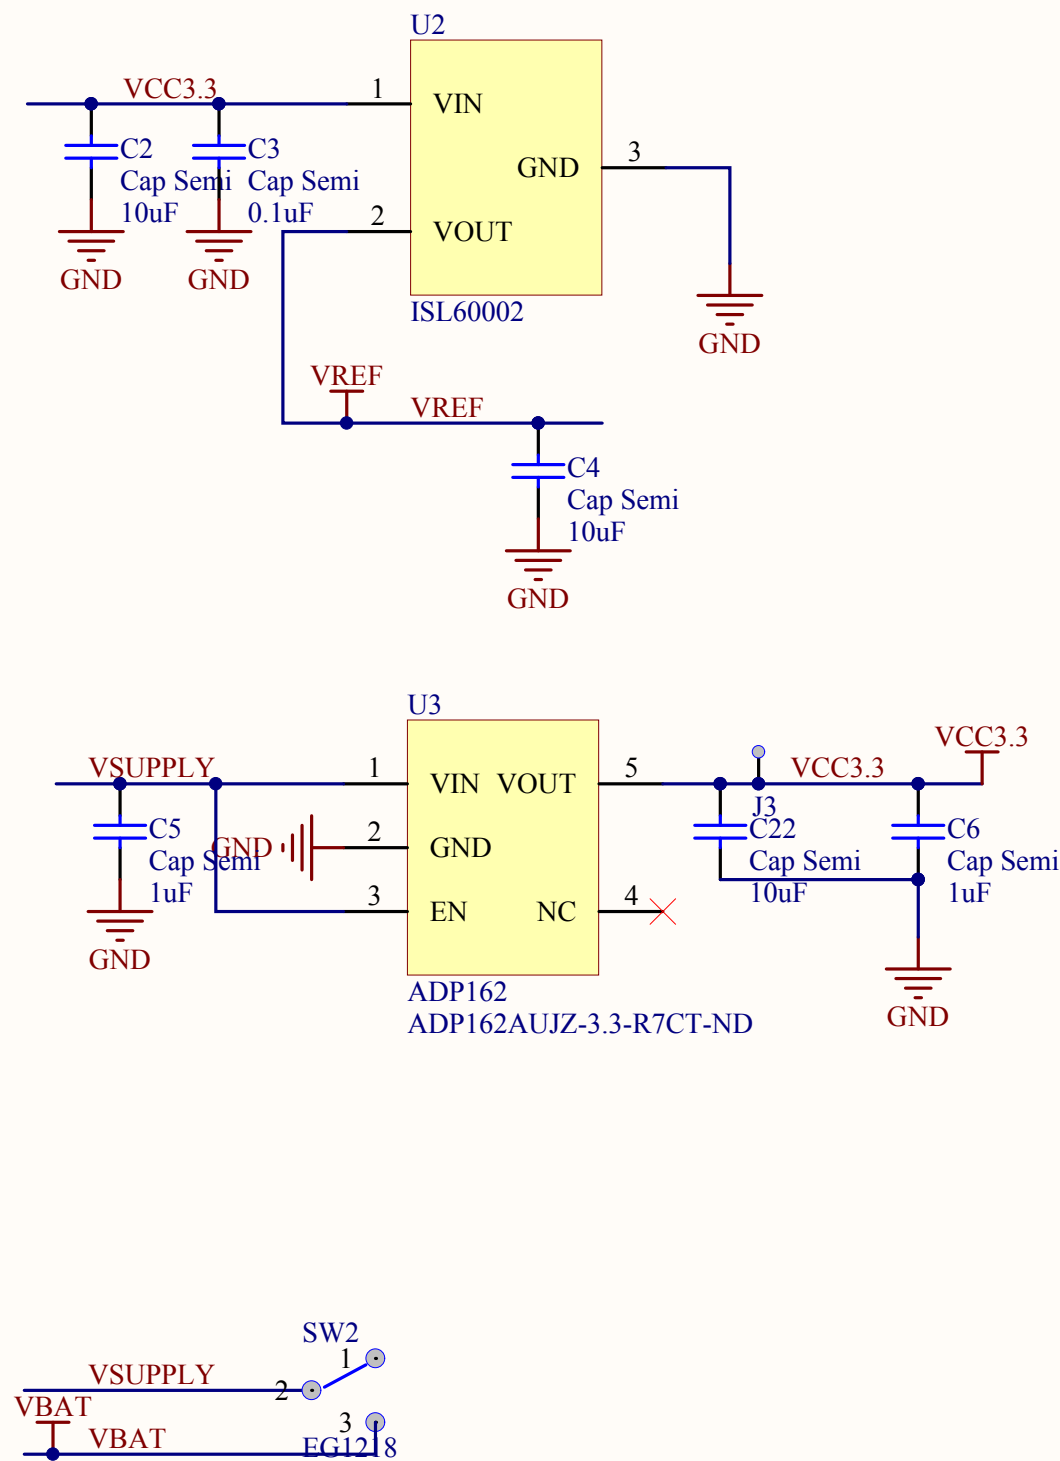 U2
VCC3.3
1
VIN
C2
Cap Semi
10uF
C3
Cap Semi
0.1uF
GND
3
2
VOUT
GND
GND
ISL60002
GND
VREF
VREF
C4
Cap Semi
10uF
GND
U3
VSUPPLY
1
VIN
VOUT
5
VCC3.3
VCC3.3
J3
C5
Cap Semi
1uF
GND
2
GND
C22
Cap Semi
10uF
C6
Cap Semi
1uF
3
EN
NC
4
GND
GND
ADP162
ADP162AUJZ-3.3-R7CT-ND
SW2
1
VSUPPLY
2
VBAT
3
VBAT
EG1218